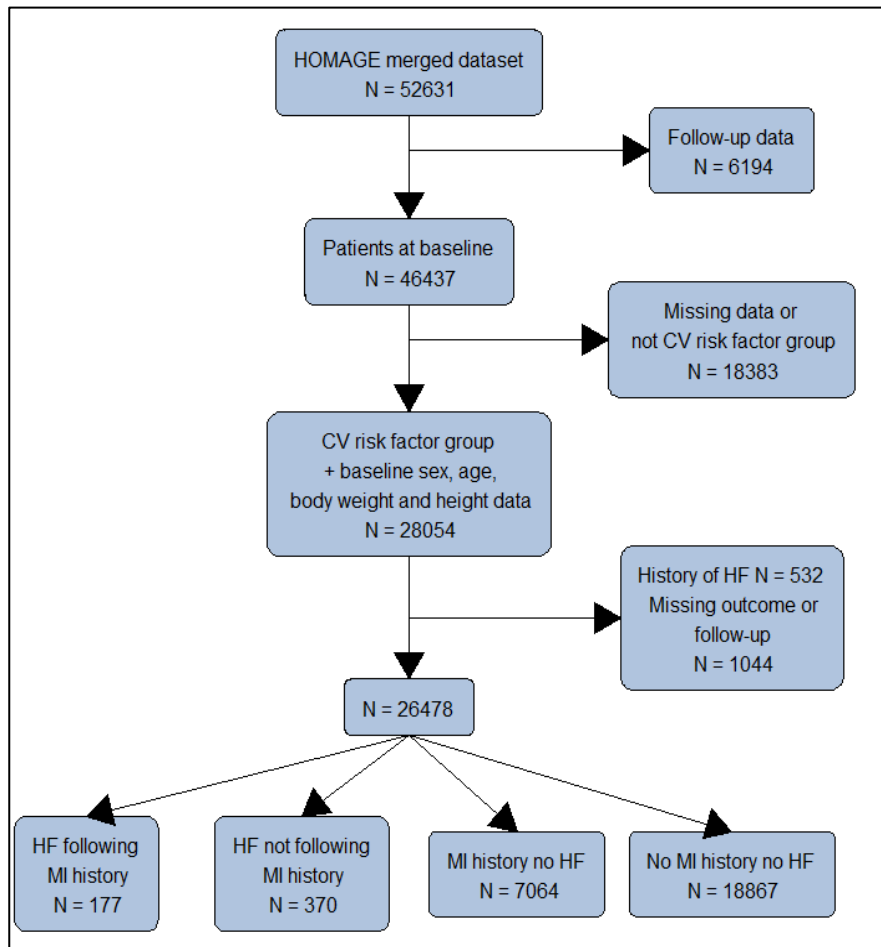 HOMAGE merged dataset
N = 52631
Follow-up data
N = 6194
Patients at baseline
N = 46437
Missing data or
not CV risk factor group
N = 18383
CV risk factor group
+ baseline sex, age,
body weight and height data
N = 28054
History of HF N = 532
Missing outcome or
follow-up
N = 1044
N = 26478
HF following
MI history
N = 177
HF not following
MI history
N = 370
MI history no HF
N = 7064
No MI history no HF
N = 18867